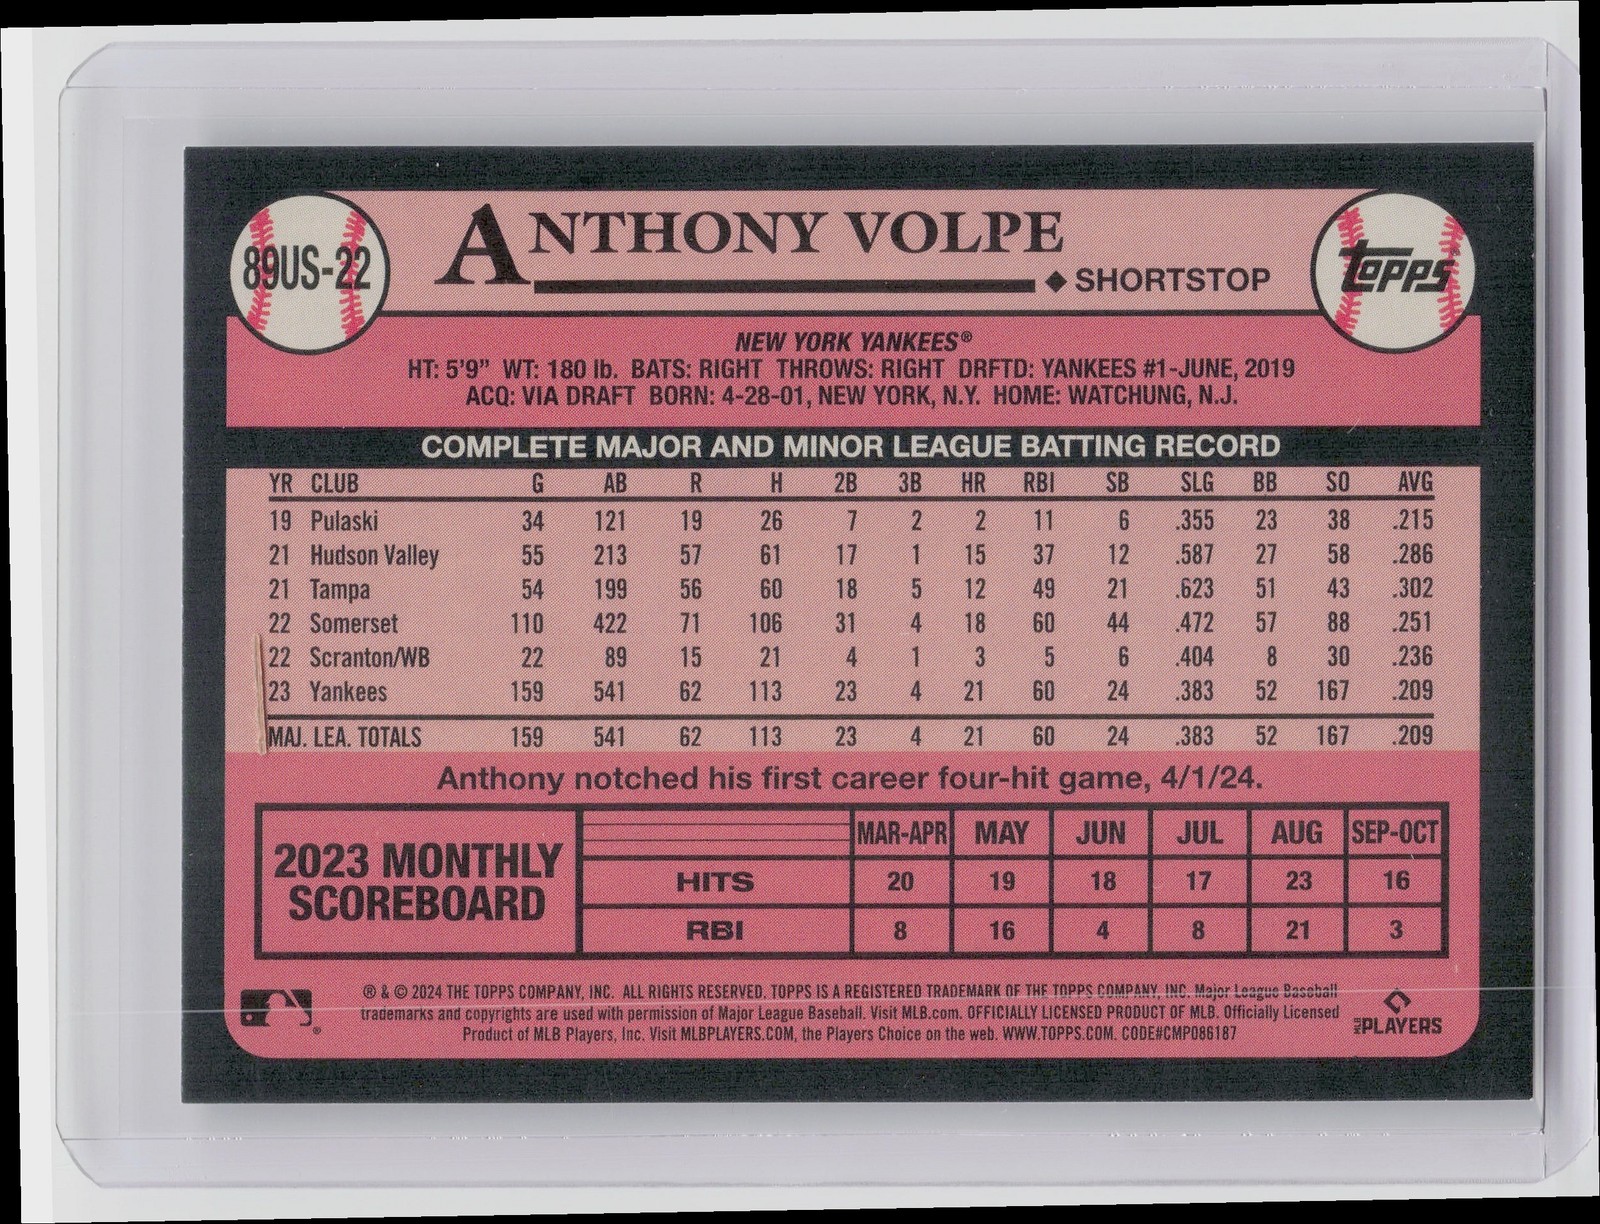 89US-22
ANTHONY VOLPE
◆ SHORTSTOP
topps
NEW YORK YANKEES®
HT: 5'9" WT: 180 lb. BATS: RIGHT THROWS: RIGHT DRFTD: YANKEES #1-JUNE, 2019
ACQ: VIA DRAFT BORN: 4-28-01, NEW YORK, N.Y. HOME: WATCHUNG, N.J.
COMPLETE MAJOR AND MINOR LEAGUE BATTING RECORD
YR CLUB G AB R H 2B 3B HR RBI SB SLG BB SO AVG
19 Pulaski 34 121 19 26 7 2 2 11 6 .355 23 38 .215
21 Hudson Valley 55 213 57 61 17 1 15 37 12 .587 27 58 .286
21 Tampa 54 199 56 60 18 5 12 49 21 .623 51 43 .302
22 Somerset 110 422 71 106 31 4 18 60 44 .472 57 88 .251
22 Scranton/WB 22 89 15 21 4 1 3 5 6 .404 8 30 .236
23 Yankees 159 541 62 113 23 4 21 60 24 .383 52 167 .209
MAJ. LEA. TOTALS 159 541 62 113 23 4 21 60 24 .383 52 167 .209
Anthony notched his first career four-hit game, 4/1/24.
2023 MONTHLY
SCOREBOARD
MAR-APR MAY JUN JUL AUG SEP-OCT
HITS 20 19 18 17 23 16
RBI 8 16 4 8 21 3
® & © 2024 THE TOPPS COMPANY, INC. ALL RIGHTS RESERVED. TOPPS IS A REGISTERED TRADEMARK OF THE TOPPS COMPANY, INC. Major League Baseball
trademarks and copyrights are used with permission of Major League Baseball. Visit MLB.com. OFFICIALLY LICENSED PRODUCT OF MLB. Officially Licensed
Product of MLB Players, Inc. Visit MLBPLAYERS.COM, the Players Choice on the web. WWW.TOPPS.COM. CODE#CMP086187
MLB PLAYERS